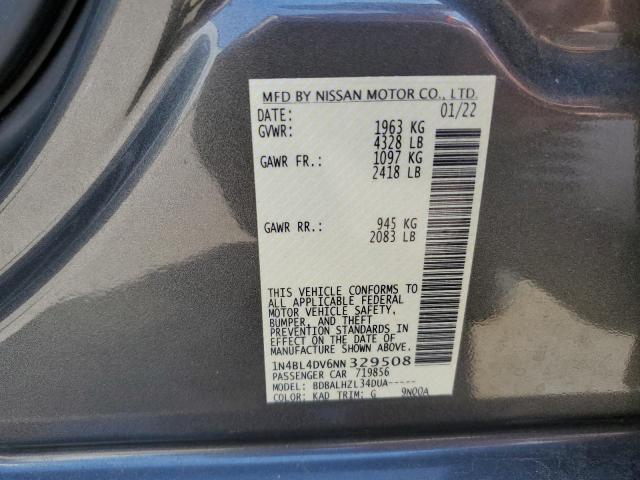 MFD BY NISSAN MOTOR CO., LTD.
DATE: 01/22
GVWR: 1963 KG
4328 LB
GAWR FR.: 1097 KG
2418 LB
GAWR RR.: 945 KG
2083 LB
THIS VEHICLE CONFORMS TO
ALL APPLICABLE FEDERAL
MOTOR VEHICLE SAFETY,
BUMPER, AND THEFT
PREVENTION STANDARDS IN
EFFECT ON THE DATE OF
MANUFACTURE SHOWN ABOVE.
1N4BL4DV6NN329508
PASSENGER CAR 719856
MODEL: BDBALHZL34DUA-----
COLOR: KAD TRIM: G 9N00A